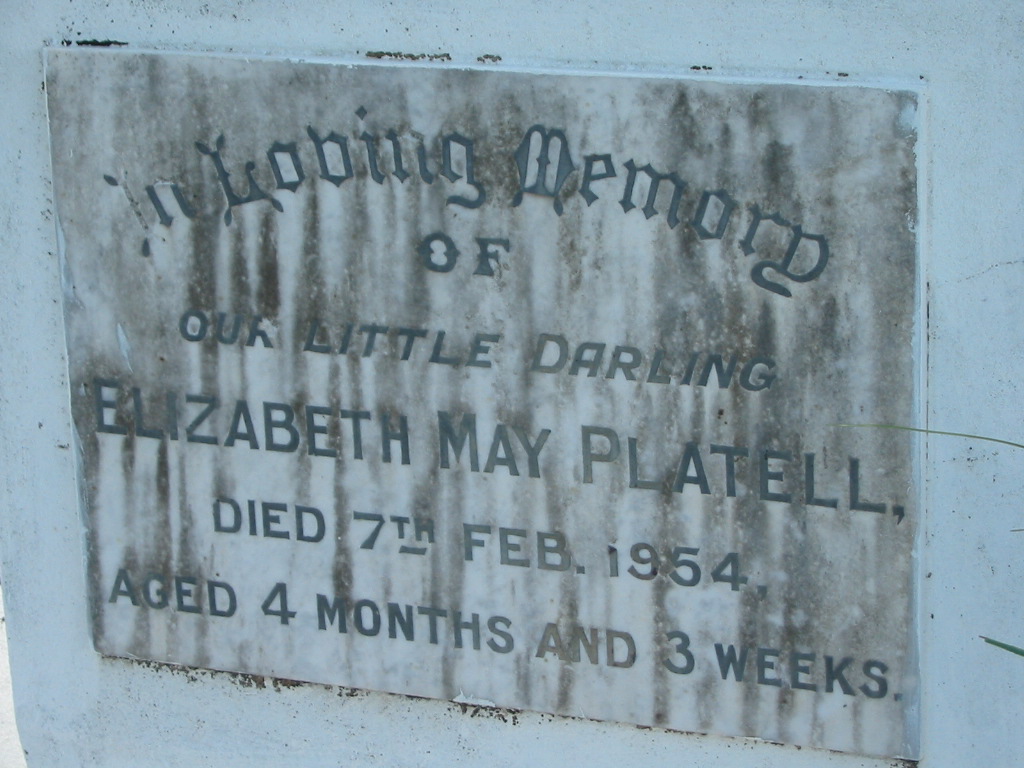 In Loving Memory
OF
OUR LITTLE DARLING
ELIZABETH MAY PLATELL,
DIED 7TH FEB. 1954,
AGED 4 MONTHS AND 3 WEEKS.